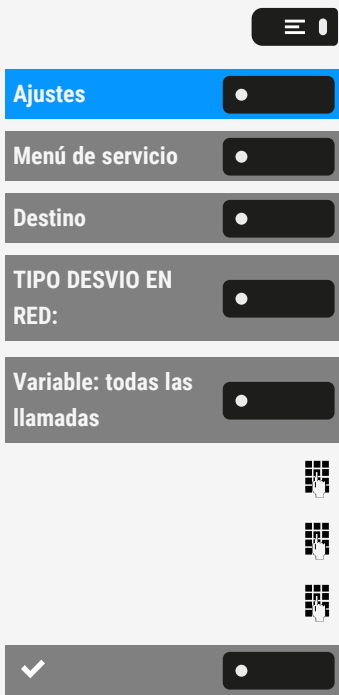 Ajustes
Menú de servicio
Destino
TIPO DESVIO EN
RED:
Variable: todas las
llamadas